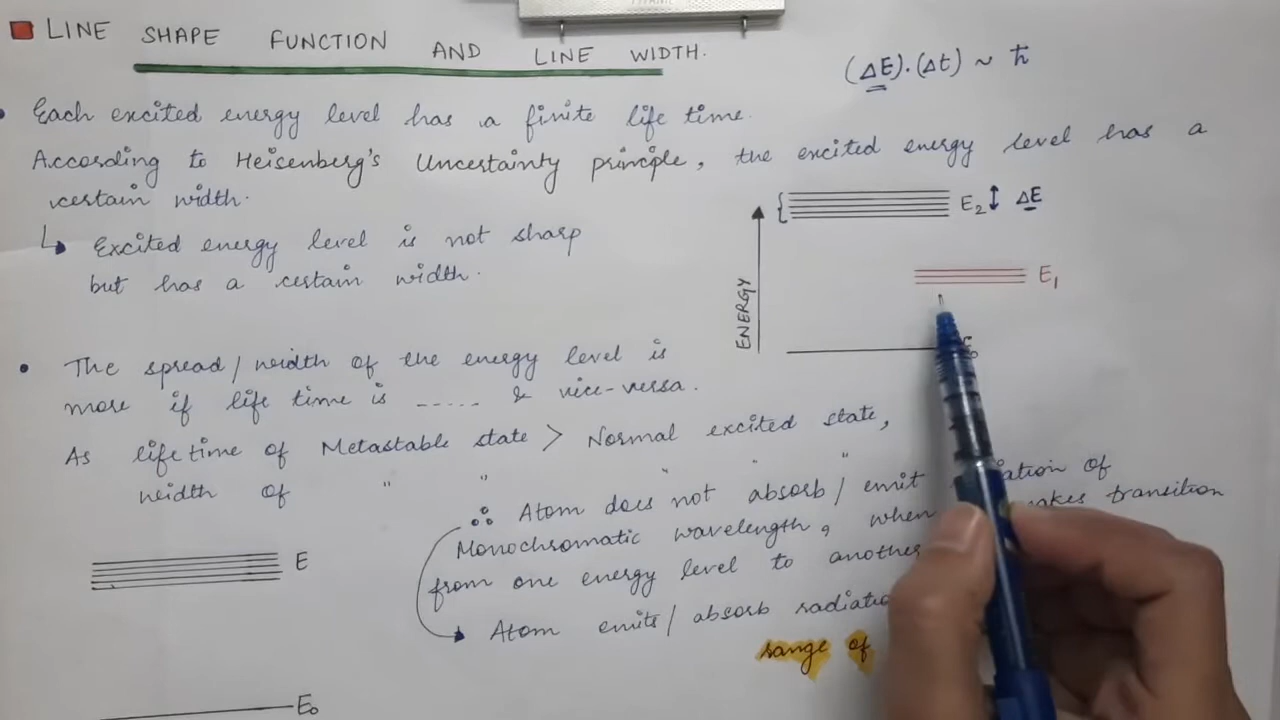 LINE SHAPE FUNCTION AND LINE WIDTH.
(ΔE).(Δt) ~ ħ
Each excited energy level has a finite life time.
According to Heisenberg's Uncertainty principle, the excited energy level has a
certain width.
Excited energy level is not sharp
but has a certain width.
E2 ↕ ΔE
E1
ENERGY
The spread/width of the energy level is
more if life time is ----- & vice-versa.
As lifetime of Metastable state > Normal excited state,
width of " " " " "
∴ Atom does not absorb/emit of
Monochromatic wavelength, when makes transition
from one energy level to another
Atom emits/absorb
range of
E
E0